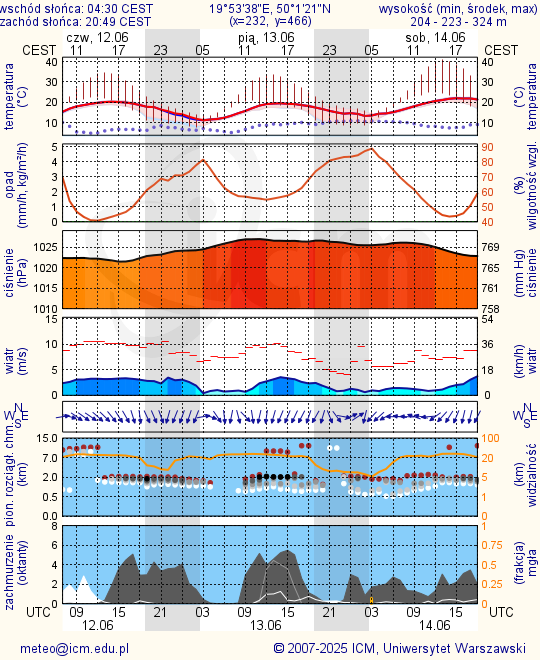 wschód słońca: 04:30 CEST 19°53'38"E, 50°1'21"N wysokość (min, środek, max)
zachód słońca: 20:49 CEST (x=232, y=466) 204 - 223 - 324 m
CEST czw, 12.06 pią, 13.06 sob, 14.06 CEST
11 17 23 05 11 17 23 05 11 17
temperatura (°C)
40 30 20 10
40 30 20 10
temperatura (°C)
opad (mm/h, kg/m²/h)
5 4 3 2 1 0
90 80 70 60 50 40
wilgotność wzgl. (%)
ciśnienie (hPa)
1025 1020 1015 1010
769 765 761 758
ciśnienie (mm Hg)
wiatr (m/s)
15 10 5 0
54 36 18 0
wiatr (km/h)
N W E S
N W E S
pion. rozciągł. chm. (km)
15.0 7.0 2.0 0.5 0.0
100 20 5 1 0
widzialność (km)
zachmurzenie (oktanty)
8 6 4 2 0
1 0.75 0.5 0.25 0
mgła (frakcja)
UTC 09 15 21 03 09 15 21 03 09 15 UTC
12.06 13.06 14.06
meteo@icm.edu.pl © 2007-2025 ICM, Uniwersytet Warszawski